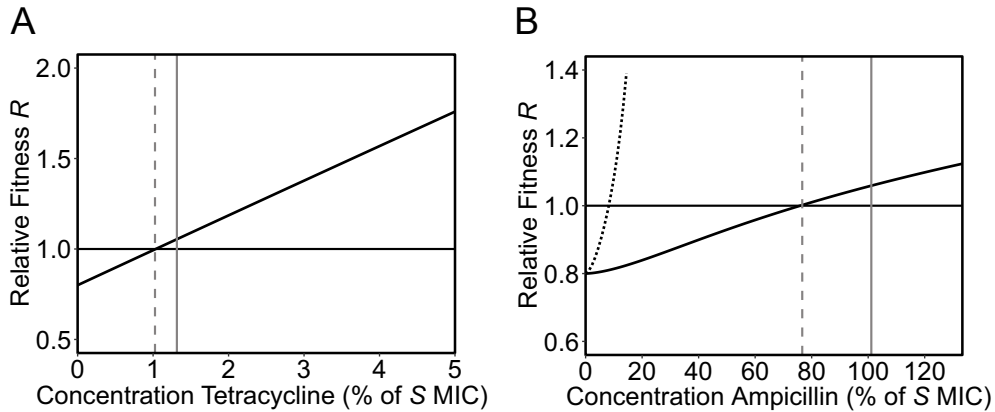 A
Relative Fitness R
2.0
1.5
1.0
0.5
0 1 2 3 4 5
Concentration Tetracycline (% of S MIC)
B
Relative Fitness R
1.4
1.2
1.0
0.8
0.6
0 20 40 60 80 100 120
Concentration Ampicillin (% of S MIC)